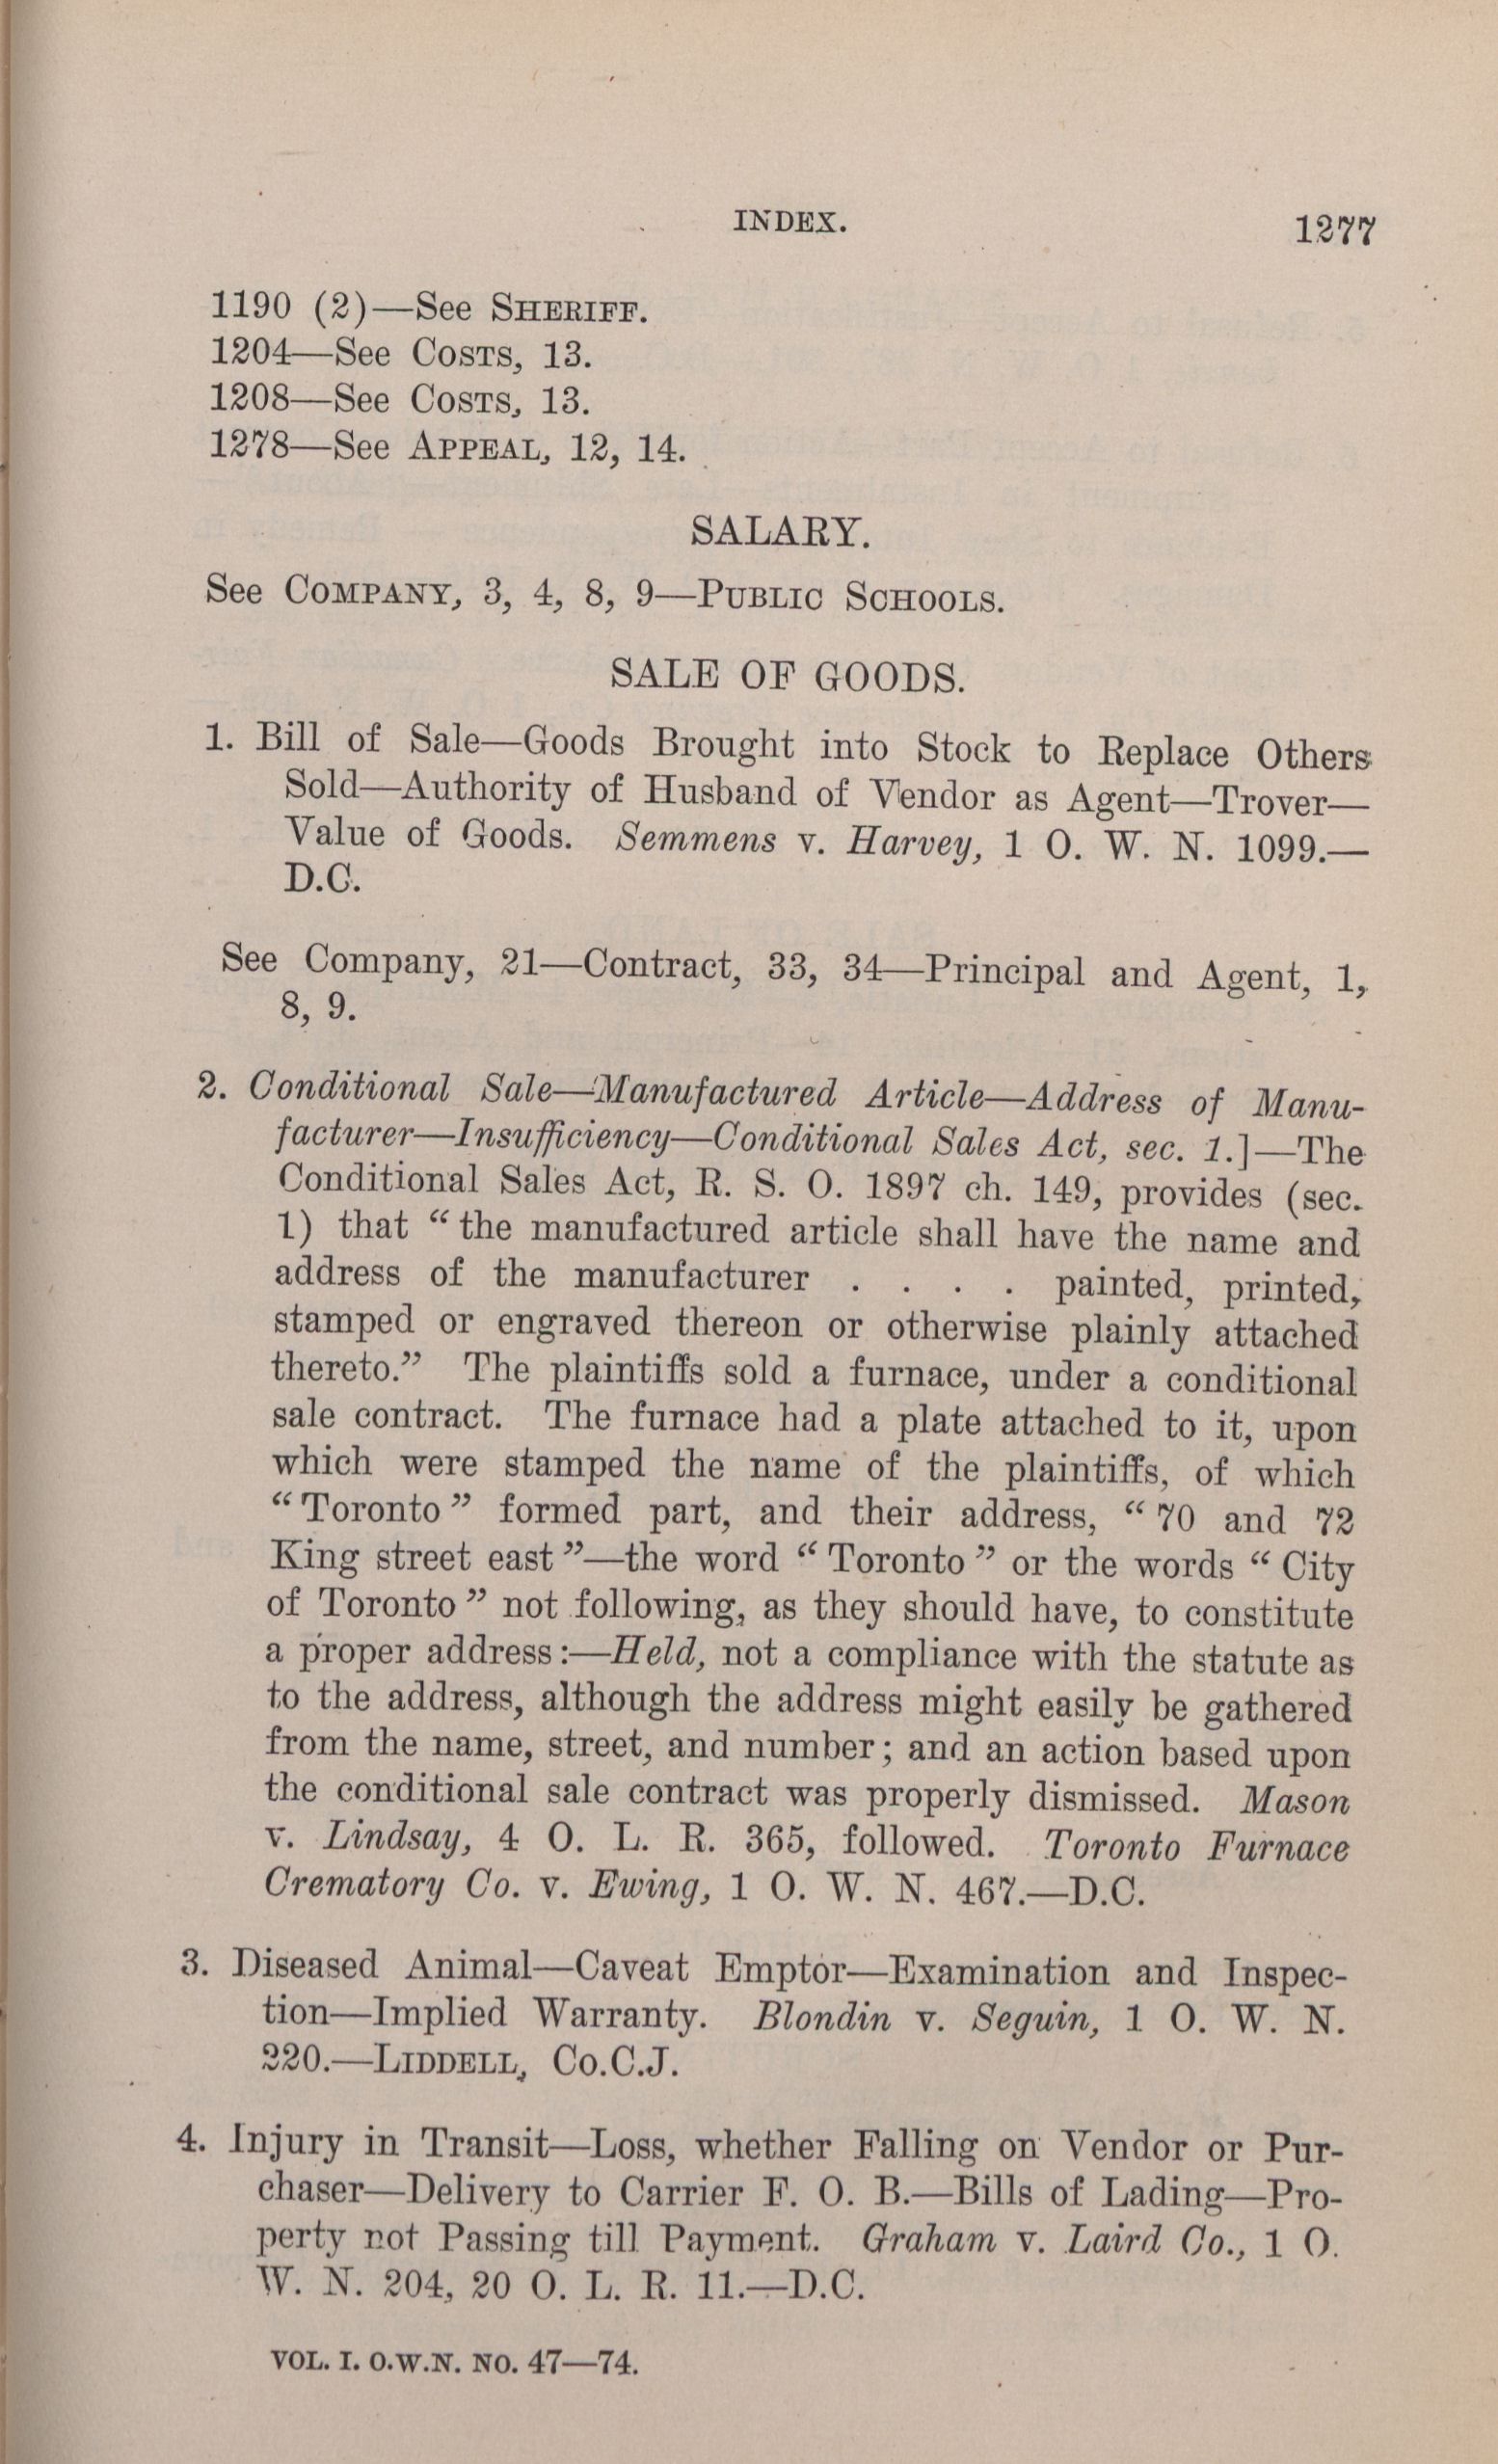 INDEX. 1277
1190 (2)—See SHERIFF.
1204—See COSTS, 13.
1208—See COSTS, 13.
1278—See APPEAL, 12, 14.
SALARY.
See COMPANY, 3, 4, 8, 9—PUBLIC SCHOOLS.
SALE OF GOODS.
1. Bill of Sale—Goods Brought into Stock to Replace Others
Sold—Authority of Husband of Vendor as Agent—Trover—
Value of Goods. Semmens v. Harvey, 1 O. W. N. 1099.—
D.C.
See Company, 21—Contract, 33, 34—Principal and Agent, 1,
8, 9.
2. Conditional Sale—Manufactured Article—Address of Manu-
facturer—Insufficiency—Conditional Sales Act, sec. 1.]—The
Conditional Sales Act, R. S. O. 1897 ch. 149, provides (sec.
1) that “the manufactured article shall have the name and
address of the manufacturer . . . . painted, printed,
stamped or engraved thereon or otherwise plainly attached
thereto.” The plaintiffs sold a furnace, under a conditional
sale contract. The furnace had a plate attached to it, upon
which were stamped the name of the plaintiffs, of which
“Toronto” formed part, and their address, “70 and 72
King street east”—the word “Toronto” or the words “City
of Toronto” not following, as they should have, to constitute
a proper address:—Held, not a compliance with the statute as
to the address, although the address might easily be gathered
from the name, street, and number; and an action based upon
the conditional sale contract was properly dismissed. Mason
v. Lindsay, 4 O. L. R. 365, followed. Toronto Furnace
Crematory Co. v. Ewing, 1 O. W. N. 467.—D.C.
3. Diseased Animal—Caveat Emptor—Examination and Inspec-
tion—Implied Warranty. Blondin v. Seguin, 1 O. W. N.
220.—LIDDELL, CO.C.J.
4. Injury in Transit—Loss, whether Falling on Vendor or Pur-
chaser—Delivery to Carrier F. O. B.—Bills of Lading—Pro-
perty not Passing till Payment. Graham v. Laird Co., 1 O.
W. N. 204, 20 O. L. R. 11.—D.C.
VOL. I. O.W.N. NO. 47—74.